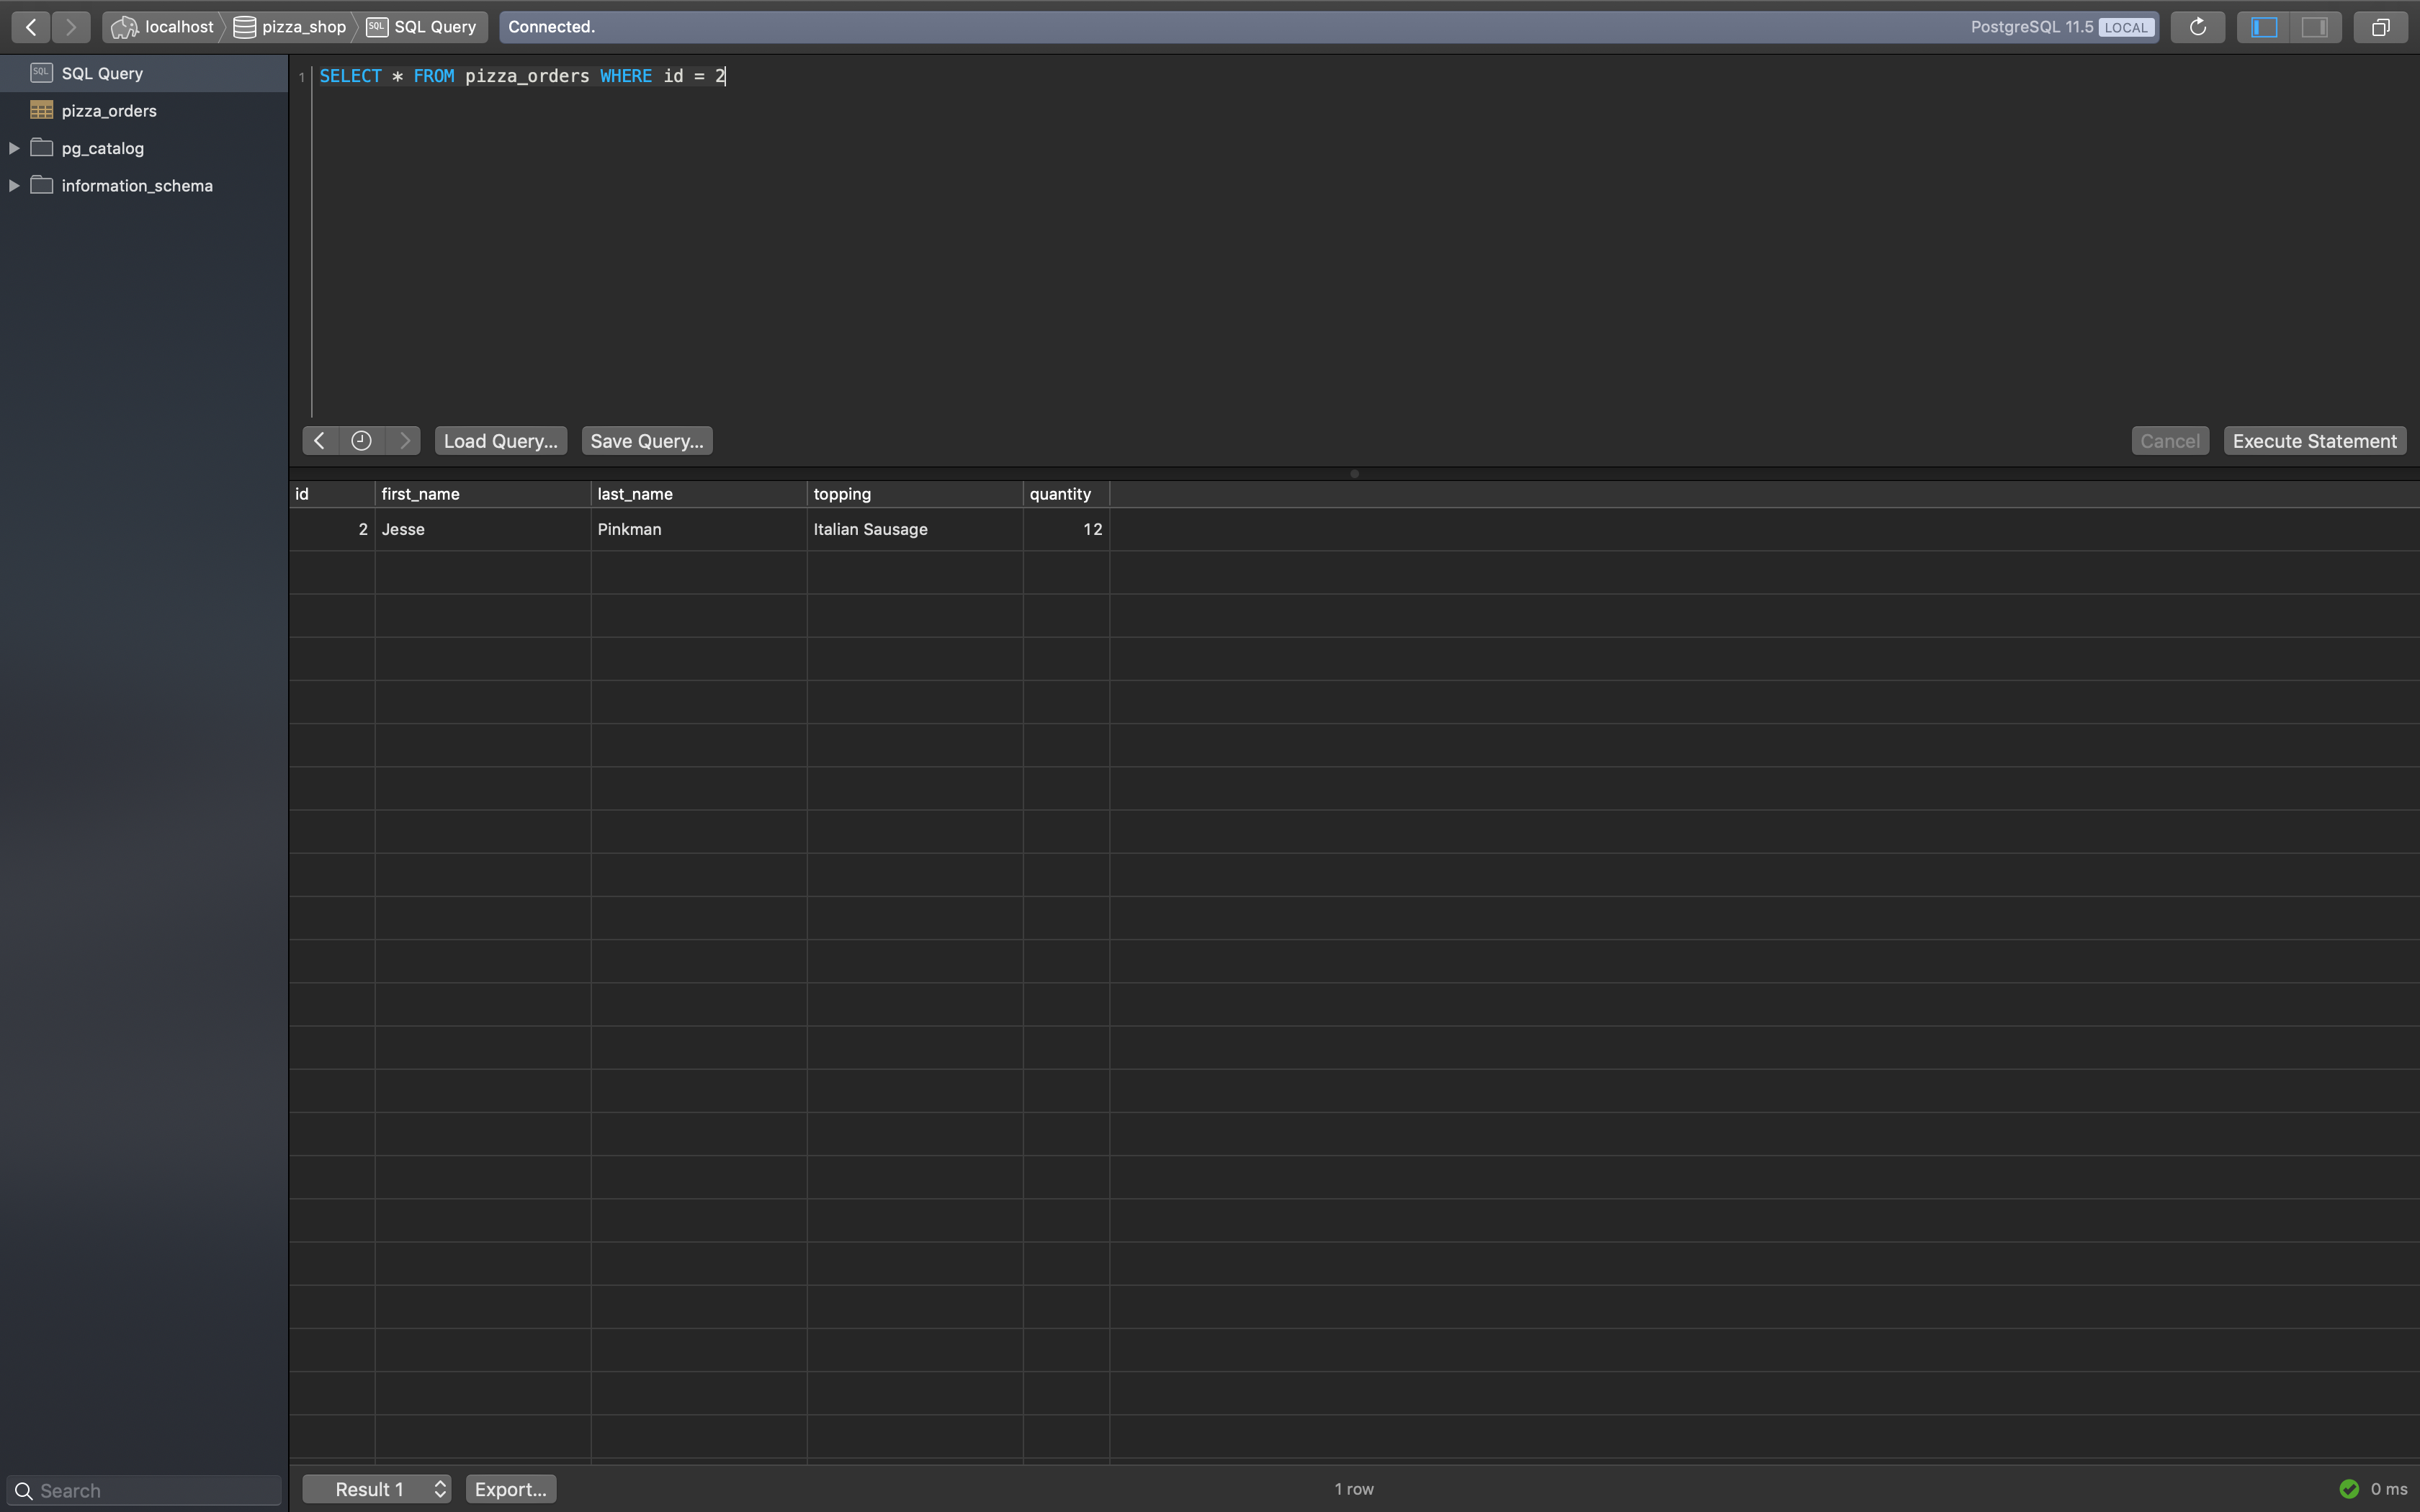 localhost pizza_shop SQL SQL Query Connected. PostgreSQL 11.5 LOCAL
SQL SQL Query
pizza_orders
pg_catalog
information_schema
1 SELECT * FROM pizza_orders WHERE id = 2
Load Query... Save Query... Cancel Execute Statement
id first_name last_name topping quantity
2 Jesse Pinkman Italian Sausage 12
Search Result 1 Export... 1 row 0 ms